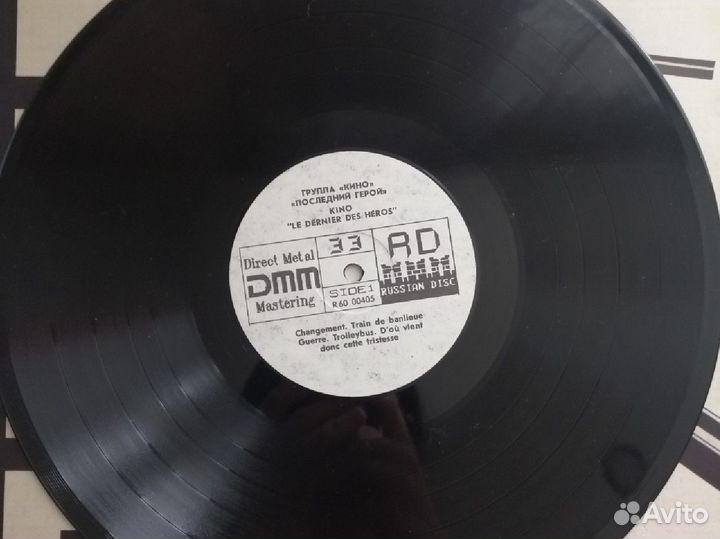 ГРУППА «КИНО»
«ПОСЛЕДНИЙ ГЕРОЙ»
KINO
"LE DERNIER DES HÉROS"
Direct Metal
DMM
Mastering
33
SIDE 1
R60 00405
RD
MMM
RUSSIAN DISC
Changement. Train de banlieue
Guerre. Trolleybus. D'où vient
donc cette tristesse
Avito